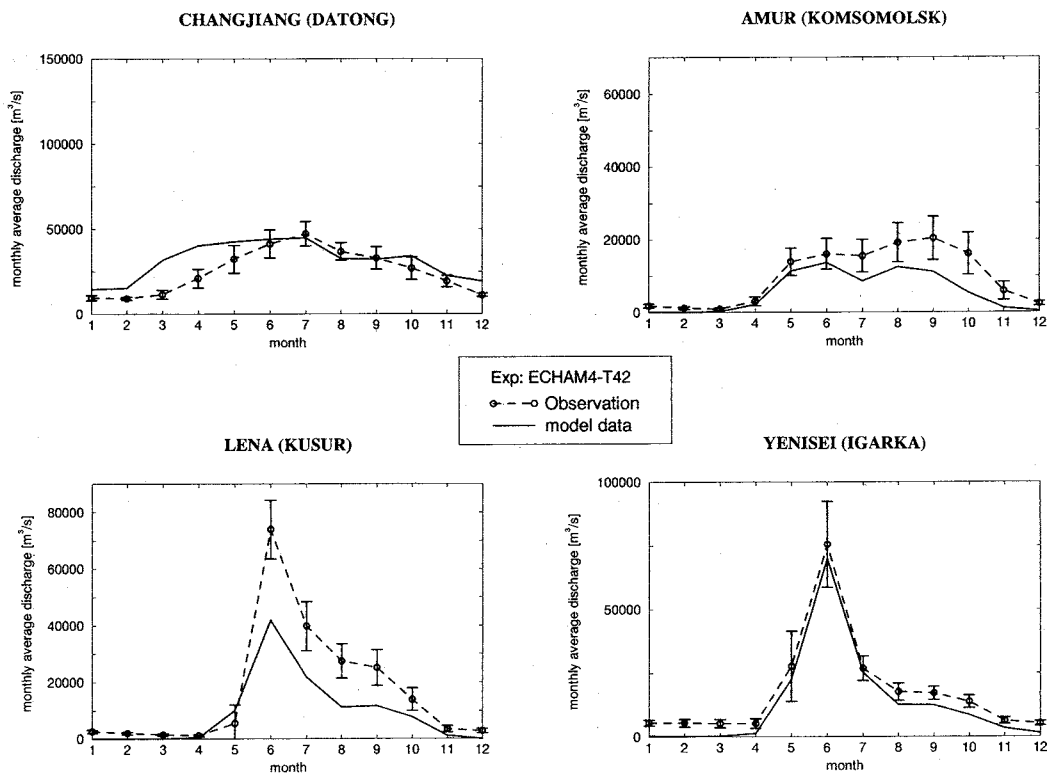 CHANGJIANG (DATONG)
monthly average discharge [m³/s]
150000
100000
50000
0
1 2 3 4 5 6 7 8 9 10 11 12
month
AMUR (KOMSOMOLSK)
monthly average discharge [m³/s]
60000
40000
20000
0
1 2 3 4 5 6 7 8 9 10 11 12
month
Exp: ECHAM4-T42
Observation
model data
LENA (KUSUR)
monthly average discharge [m³/s]
80000
60000
40000
20000
0
1 2 3 4 5 6 7 8 9 10 11 12
month
YENISEI (IGARKA)
monthly average discharge [m³/s]
100000
50000
0
1 2 3 4 5 6 7 8 9 10 11 12
month